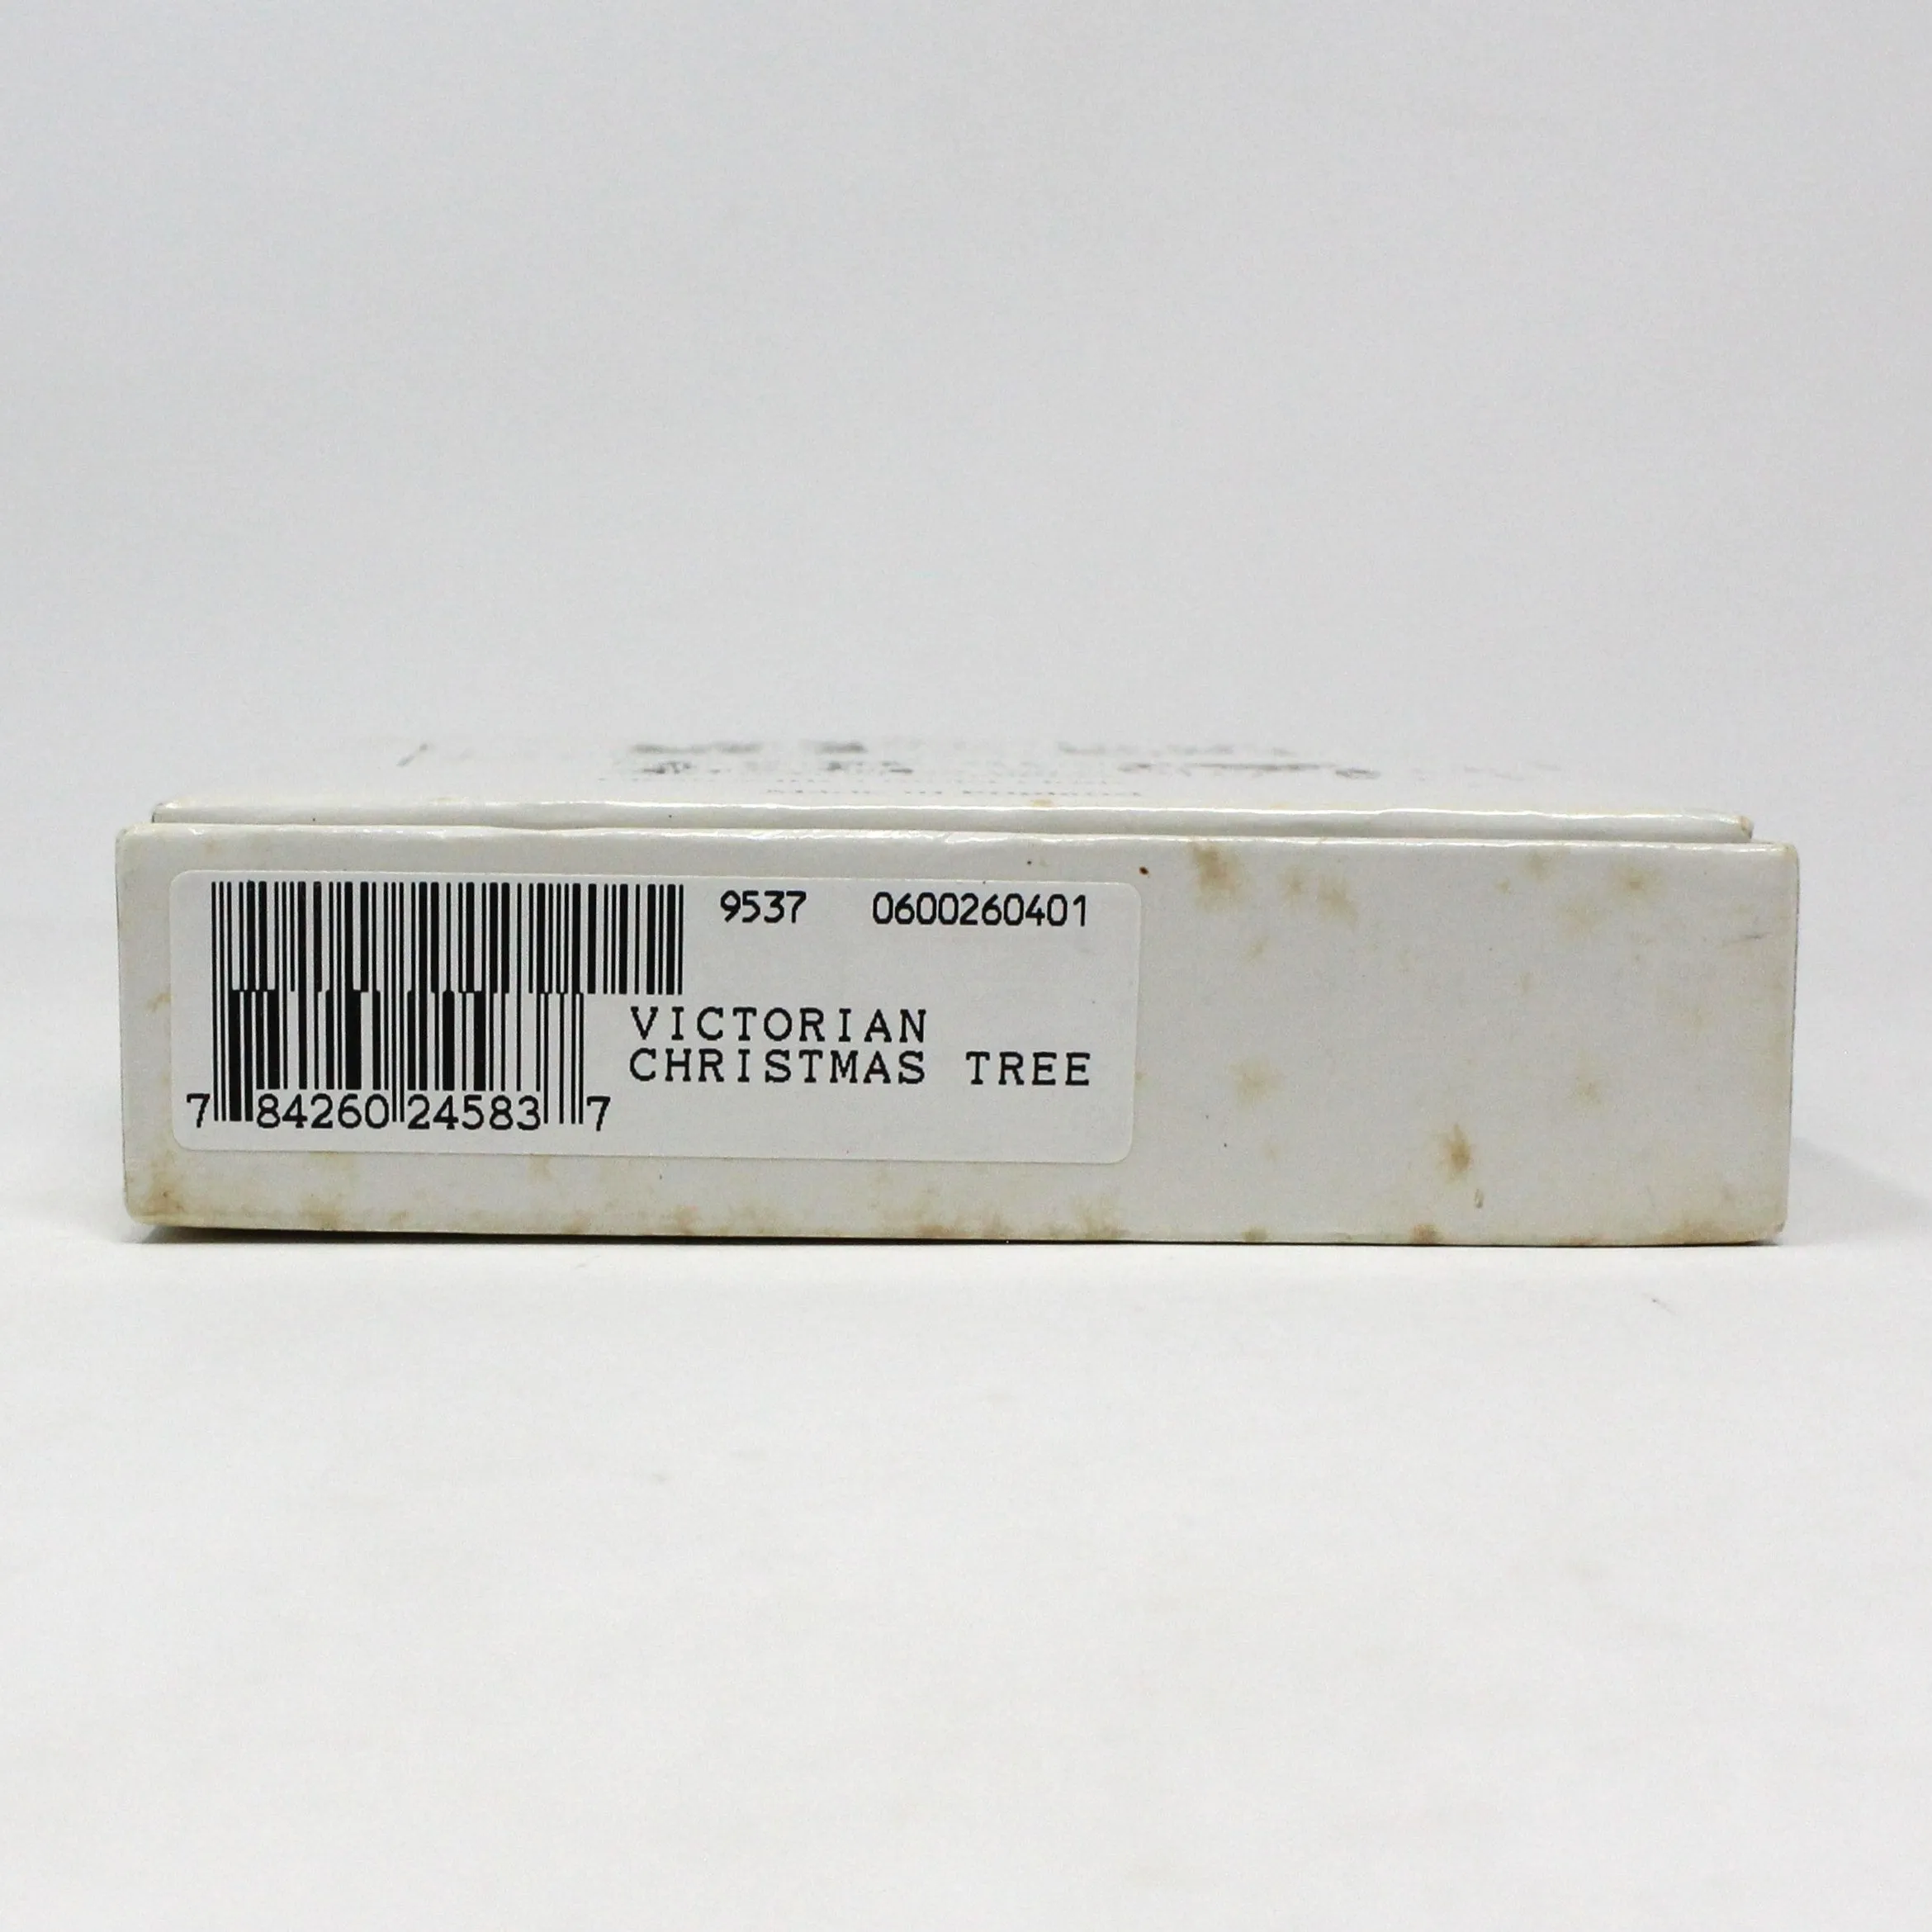 9537 0600260401
VICTORIAN
CHRISTMAS TREE
7 84260 24583 7